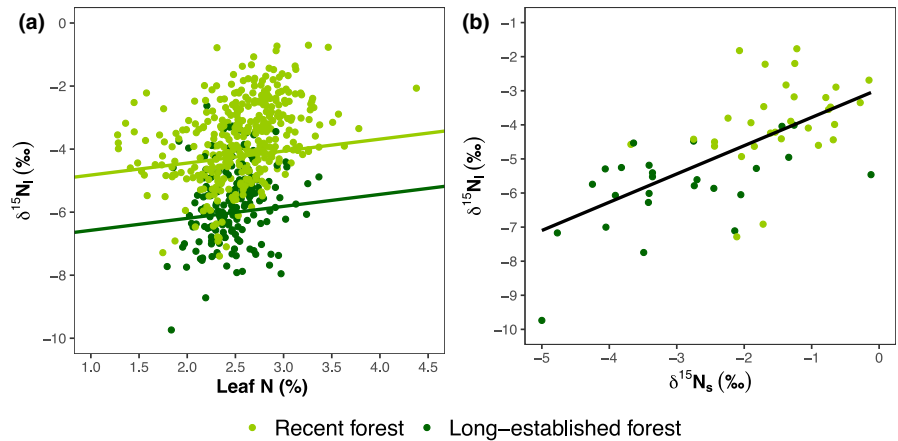 (a)
0
−2
−4
−6
−8
−10
δ¹⁵Nₗ (‰)
1.0 1.5 2.0 2.5 3.0 3.5 4.0 4.5
Leaf N (%)
(b)
−1
−2
−3
−4
−5
−6
−7
−8
−9
−10
δ¹⁵Nₗ (‰)
−5 −4 −3 −2 −1 0
δ¹⁵Nₛ (‰)
Recent forest Long−established forest